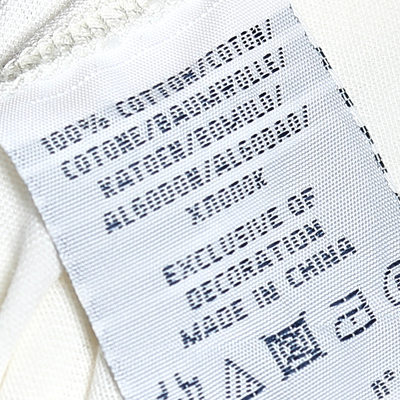 100% COTTON/COTON/
COTONE/BAUMWOLLE/
KATOEN/BOMULD/
ALGODON/ALGODAO/
ХЛОПОК
EXCLUSIVE OF
DECORATION
MADE IN CHINA